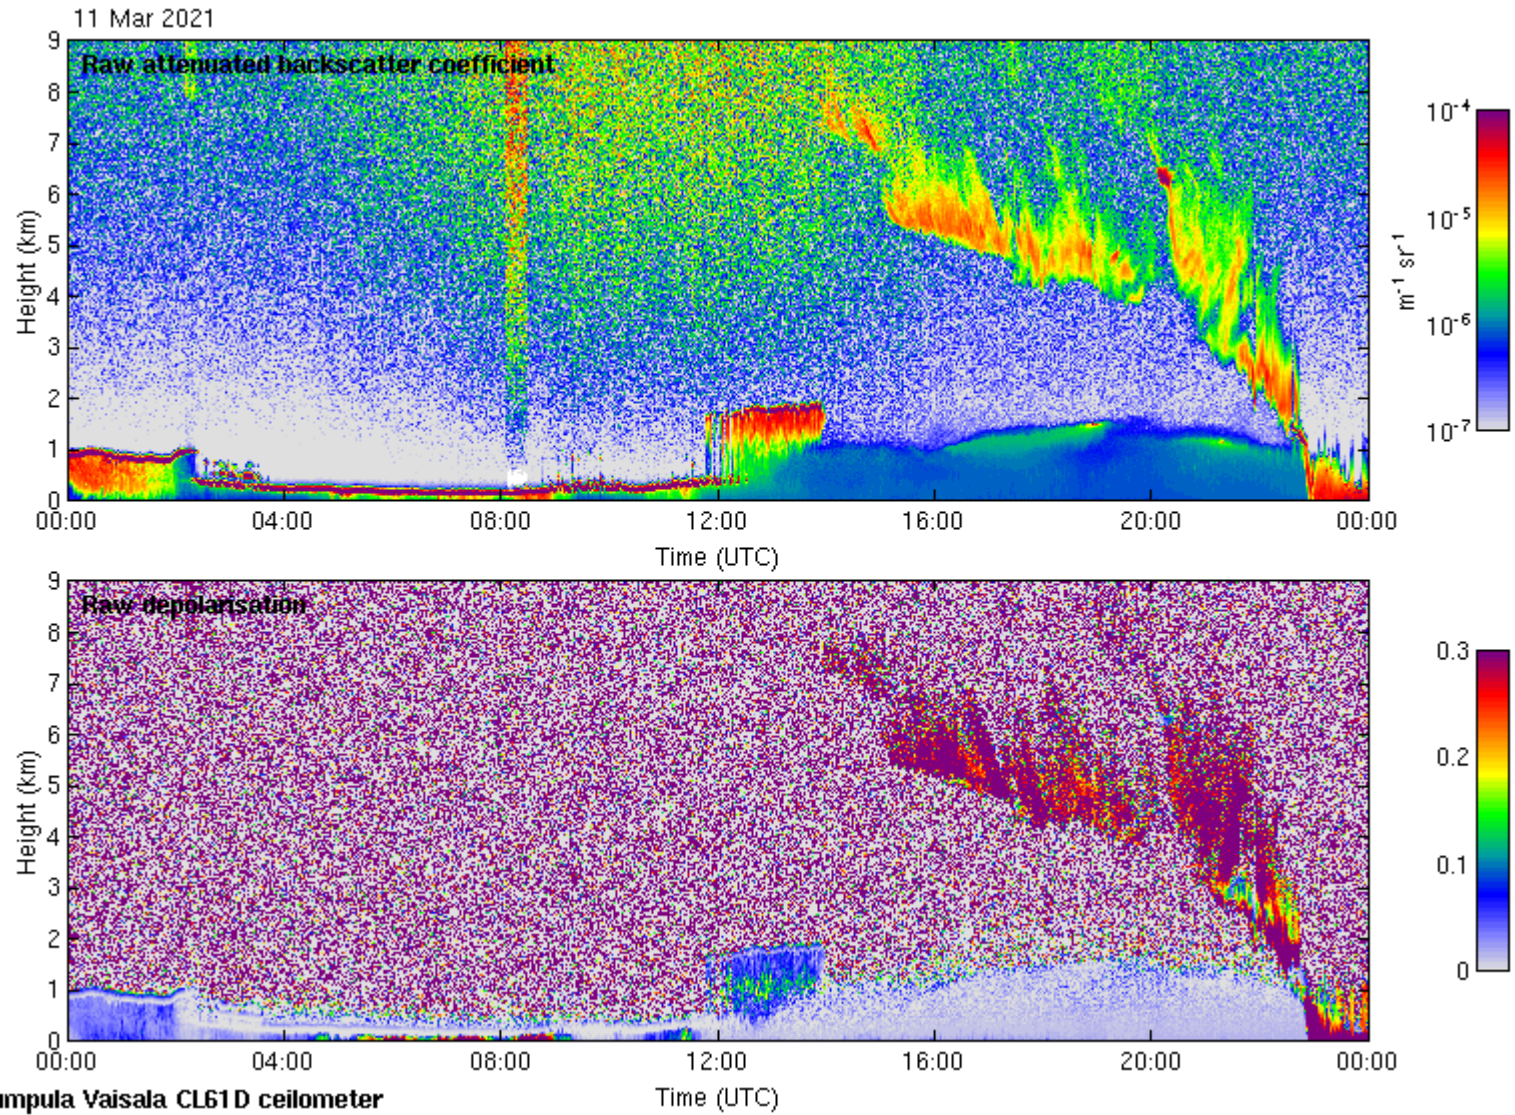 11 Mar 2021
Raw attenuated backscatter coefficient
9
8
7
6
5
4
3
2
1
0
Height (km)
00:00 04:00 08:00 12:00 16:00 20:00 00:00
Time (UTC)
10-4
10-5
10-6
10-7
m-1 sr-1
Raw depolarisation
9
8
7
6
5
4
3
2
1
0
Height (km)
00:00 04:00 08:00 12:00 16:00 20:00 00:00
Time (UTC)
0.3
0.2
0.1
0
umpula Vaisala CL61D ceilometer